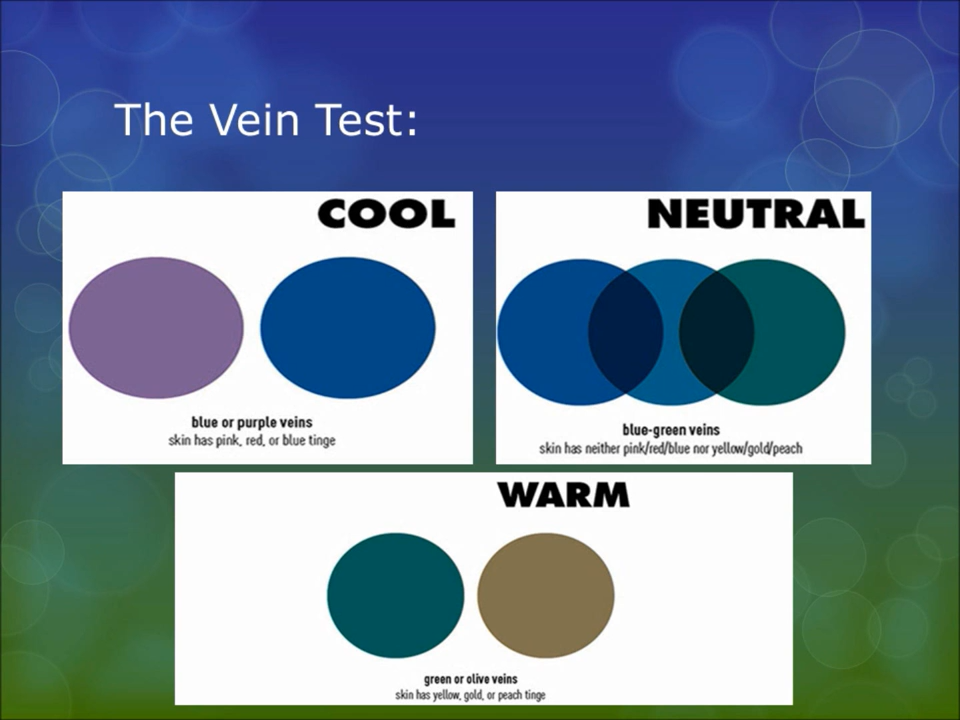 The Vein Test:
COOL
blue or purple veins
skin has pink, red, or blue tinge
NEUTRAL
blue-green veins
skin has neither pink/red/blue nor yellow/gold/peach
WARM
green or olive veins
skin has yellow, gold, or peach tinge